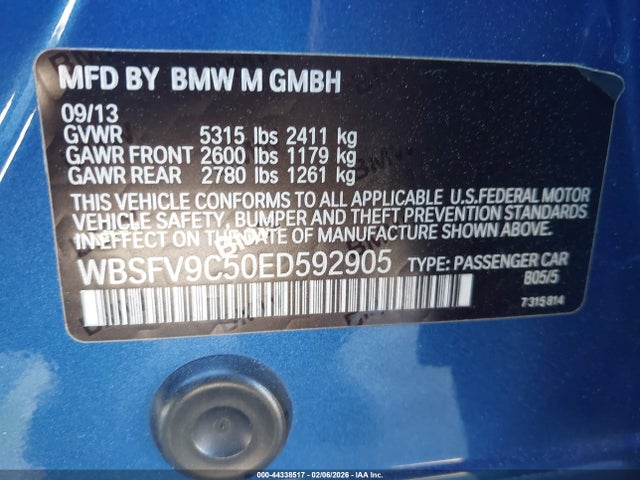 MFD BY BMW M GMBH
09/13
GVWR 5315 lbs 2411 kg
GAWR FRONT 2600 lbs 1179 kg
GAWR REAR 2780 lbs 1261 kg
THIS VEHICLE CONFORMS TO ALL APPLICABLE U.S.FEDERAL MOTOR
VEHICLE SAFETY, BUMPER AND THEFT PREVENTION STANDARDS
IN EFFECT ON THE DATE OF MANUFACTURE SHOWN ABOVE.
WBSFV9C50ED592905 TYPE: PASSENGER CAR
B05/5
7 315 814
000-44338517 - 02/06/2026 - IAA Inc.